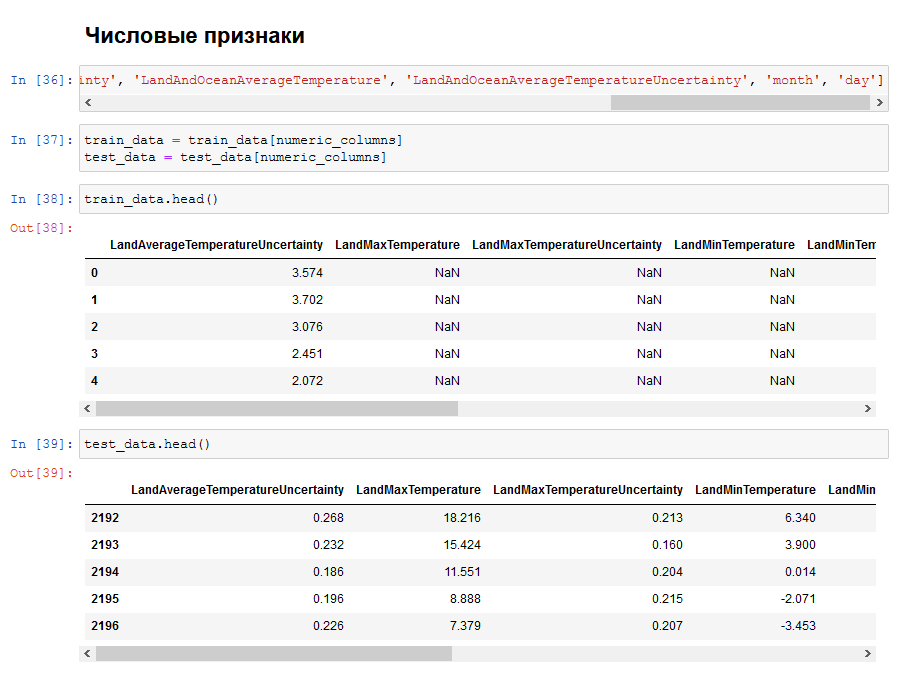 Числовые признаки
In [36]: inty', 'LandAndOceanAverageTemperature', 'LandAndOceanAverageTemperatureUncertainty', 'month', 'day']
In [37]: train_data = train_data[numeric_columns]
test_data = test_data[numeric_columns]
In [38]: train_data.head()
Out[38]:
LandAverageTemperatureUncertainty LandMaxTemperature LandMaxTemperatureUncertainty LandMinTemperature LandMinTem
0 3.574 NaN NaN NaN
1 3.702 NaN NaN NaN
2 3.076 NaN NaN NaN
3 2.451 NaN NaN NaN
4 2.072 NaN NaN NaN
In [39]: test_data.head()
Out[39]:
LandAverageTemperatureUncertainty LandMaxTemperature LandMaxTemperatureUncertainty LandMinTemperature LandMin
2192 0.268 18.216 0.213 6.340
2193 0.232 15.424 0.160 3.900
2194 0.186 11.551 0.204 0.014
2195 0.196 8.888 0.215 -2.071
2196 0.226 7.379 0.207 -3.453